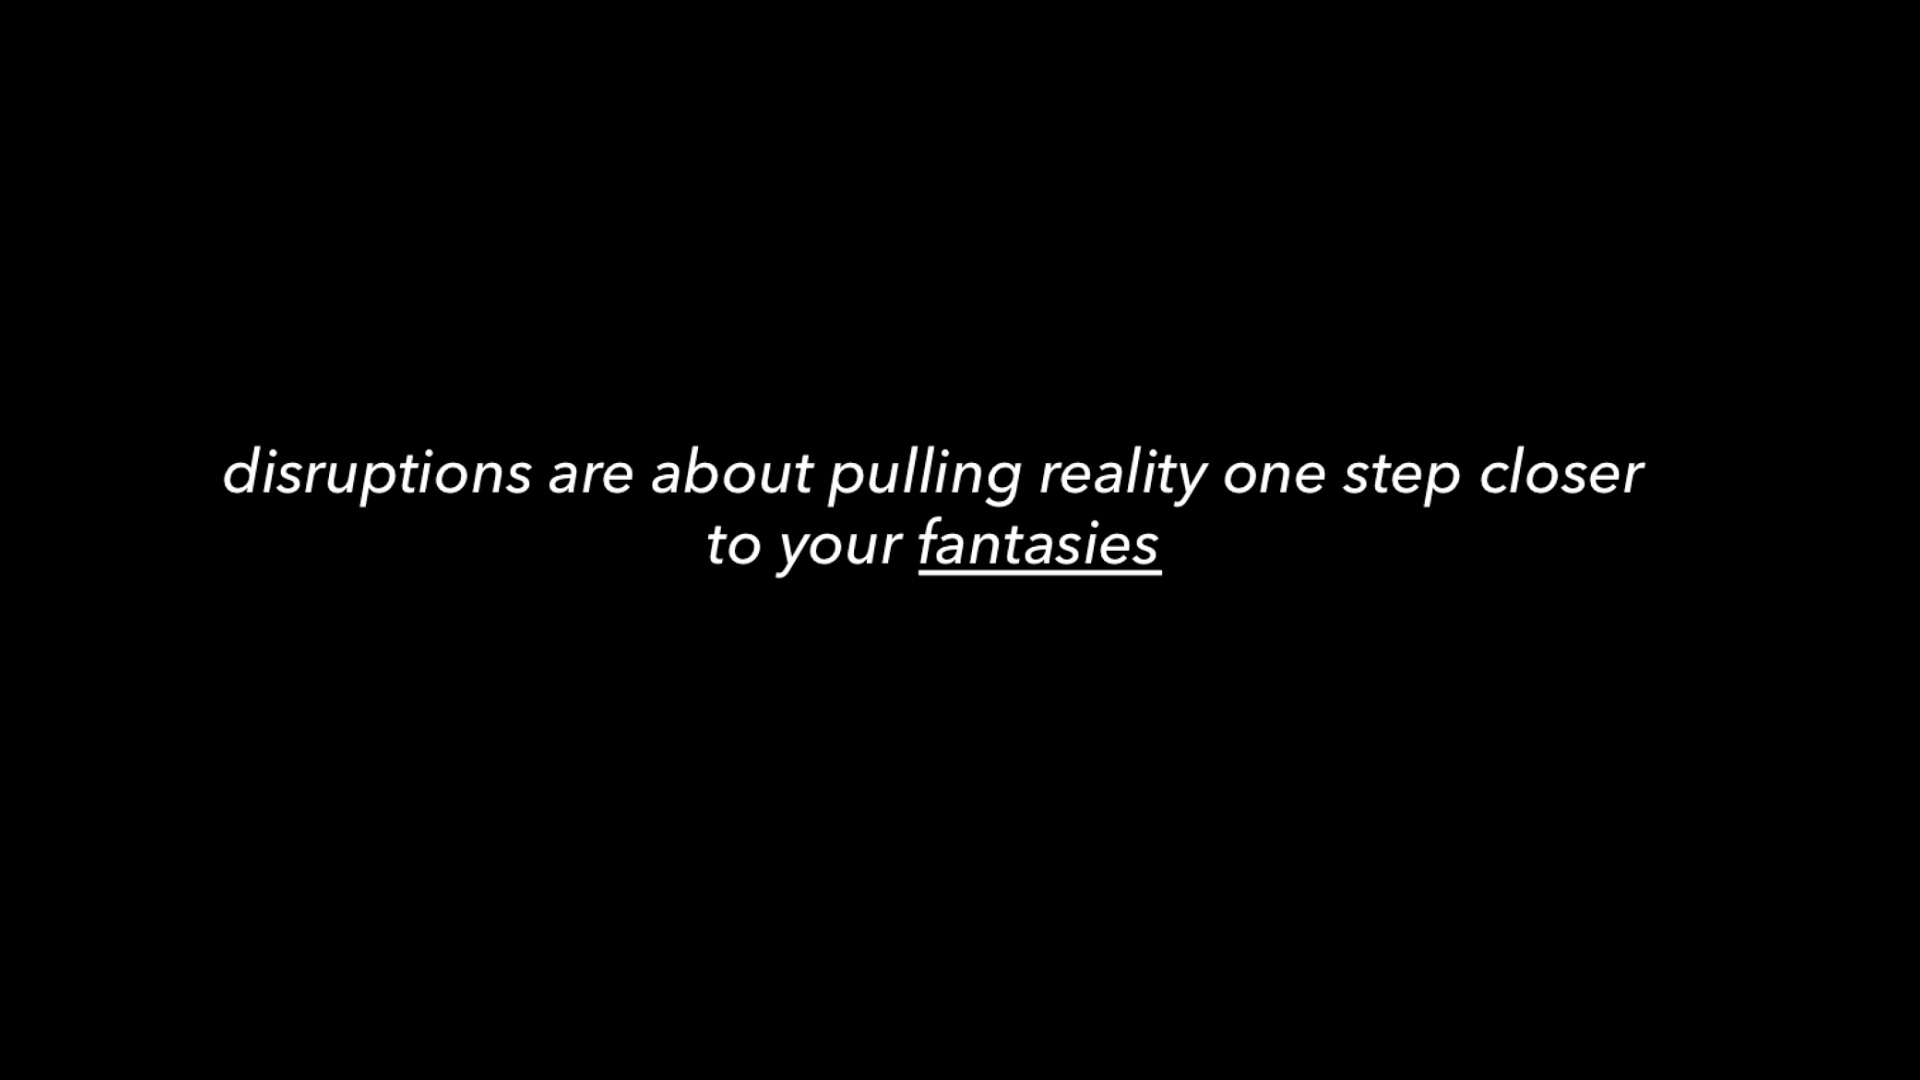 disruptions are about pulling reality one step closer
to your fantasies